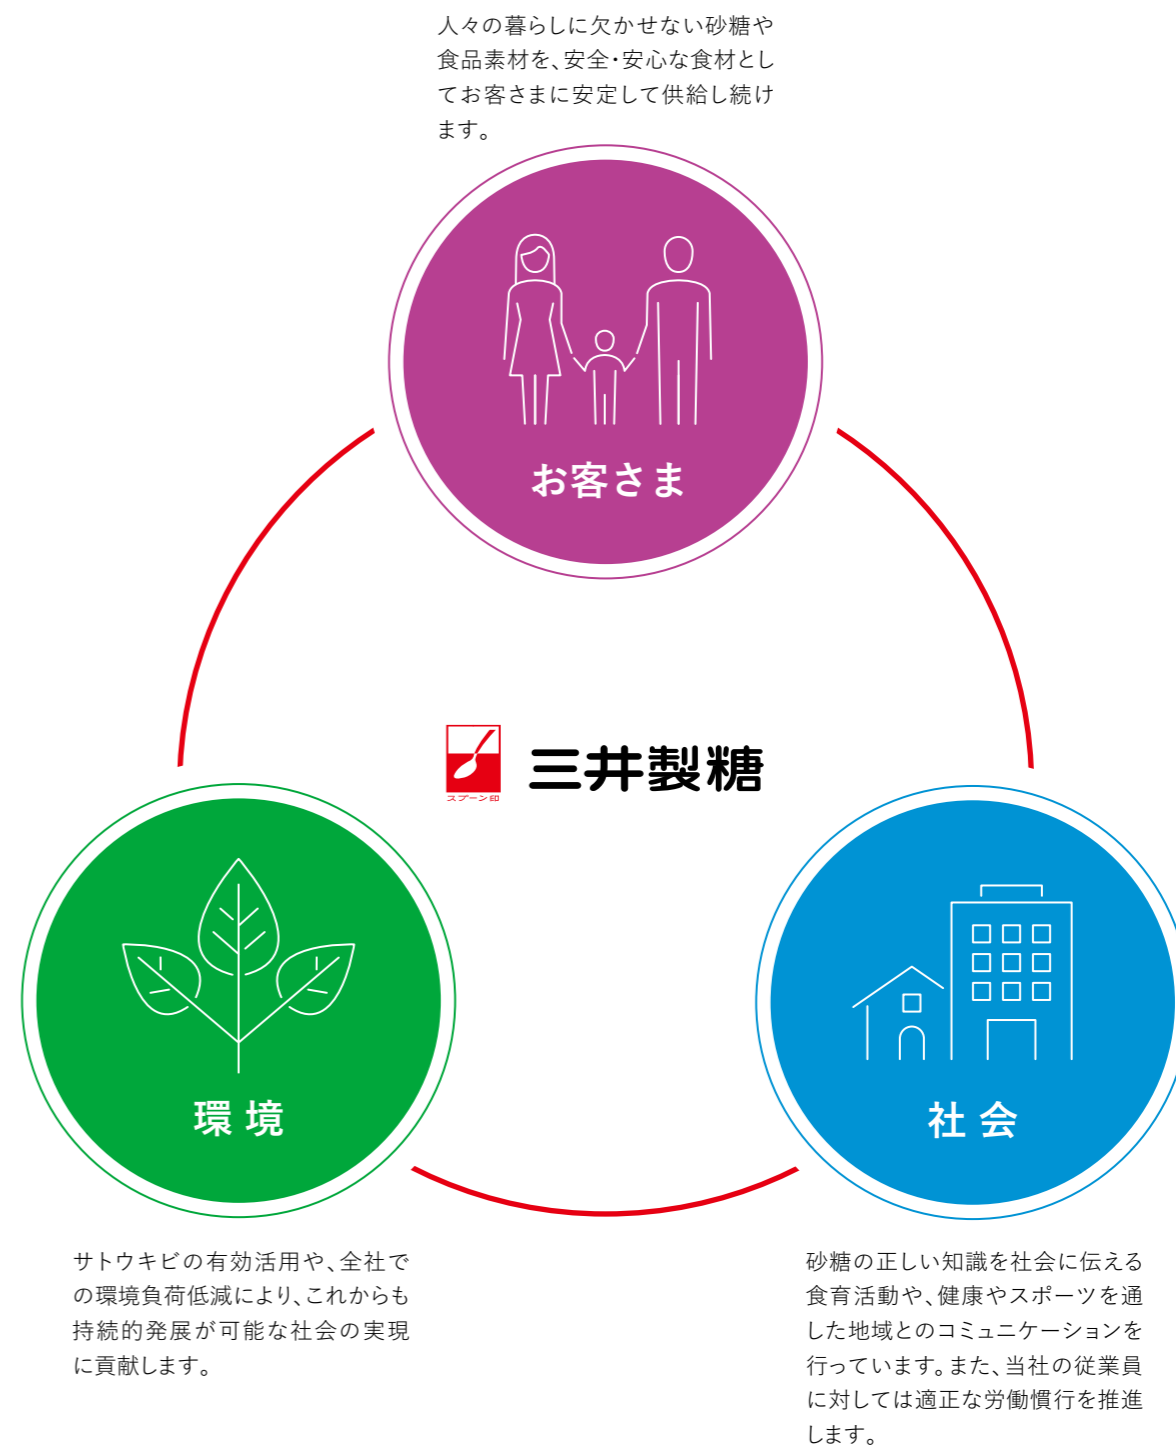 人々の暮らしに欠かせない砂糖や
食品素材を、安全・安心な食材とし
てお客さまに安定して供給し続け
ます。
お客さま
スプーン印
三井製糖
環境
社会
サトウキビの有効活用や、全社で
の環境負荷低減により、これからも
持続的発展が可能な社会の実現
に貢献します。
砂糖の正しい知識を社会に伝える
食育活動や、健康やスポーツを通
した地域とのコミュニケーションを
行っています。また、当社の従業員
に対しては適正な労働慣行を推進
します。